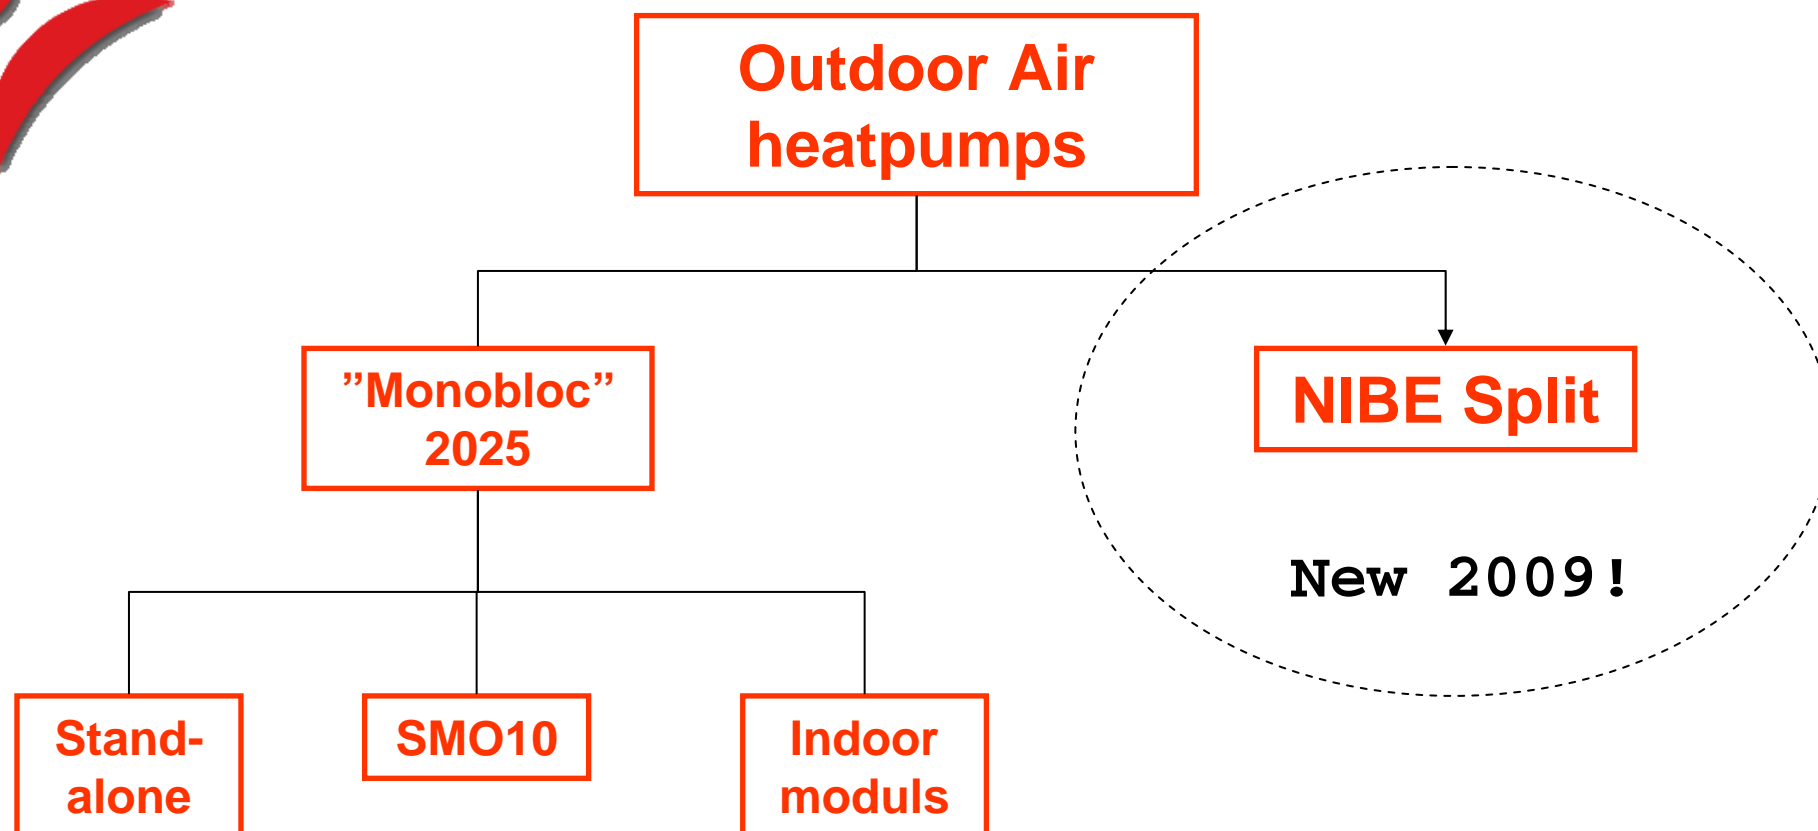 Outdoor Air
heatpumps
”Monobloc”
2025
NIBE Split
New 2009!
Stand-
alone
SMO10
Indoor
moduls